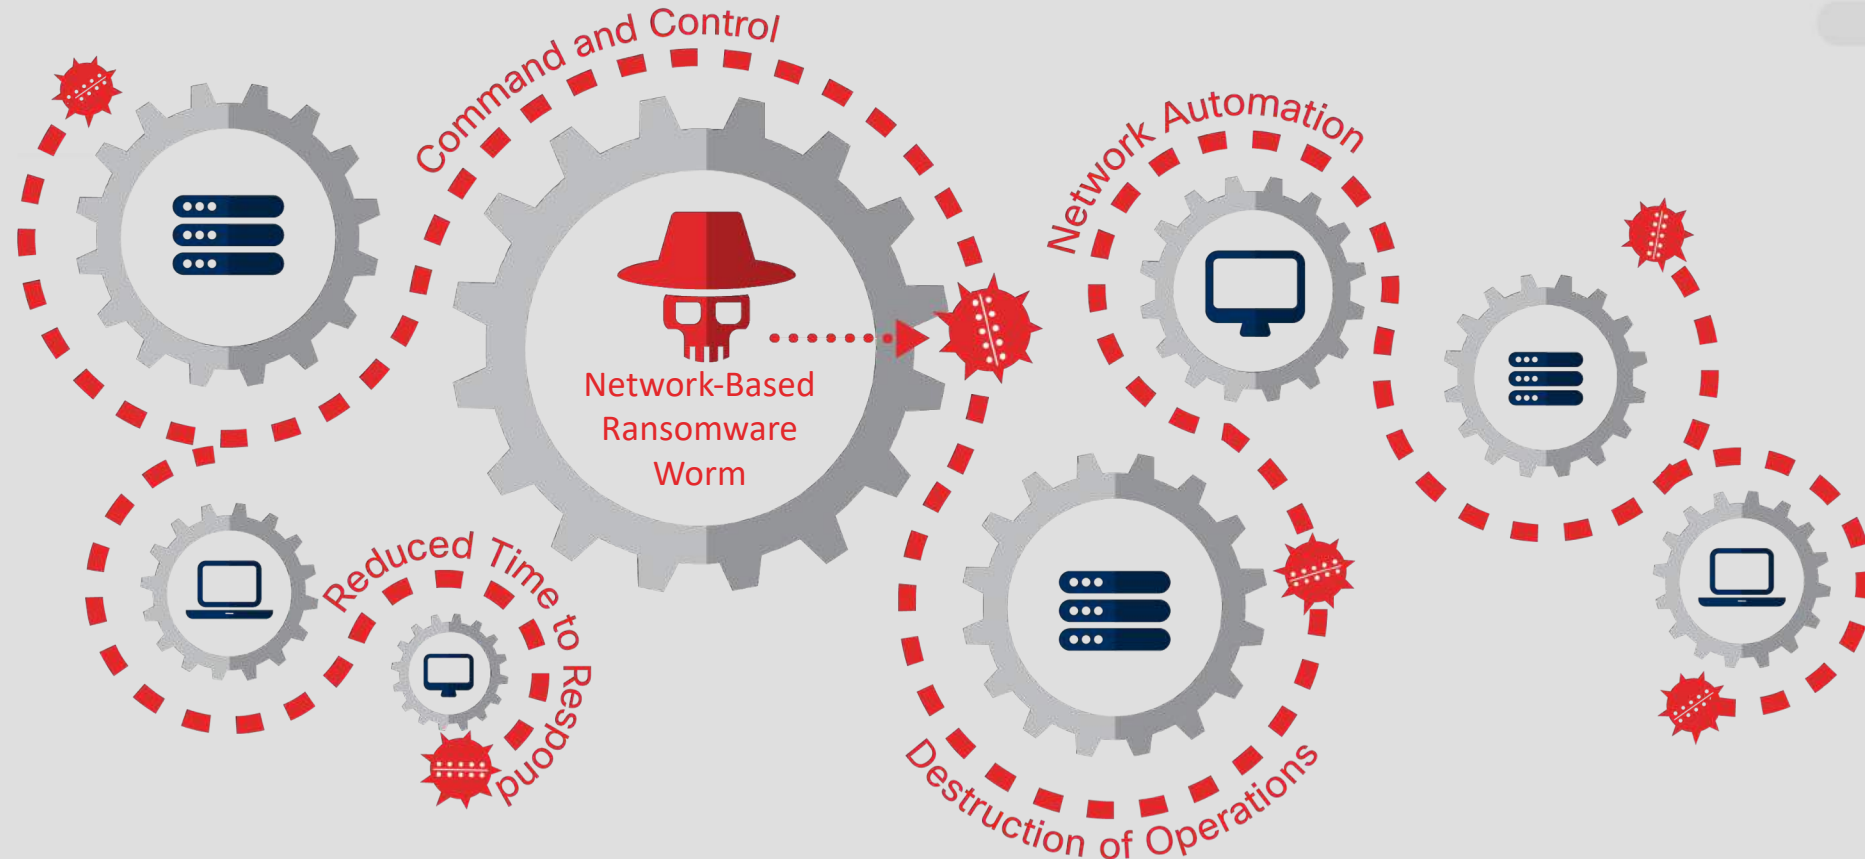 Command and Control
Network Automation
Network-Based
Ransomware
Worm
Reduced Time to Respond
Destruction of Operations